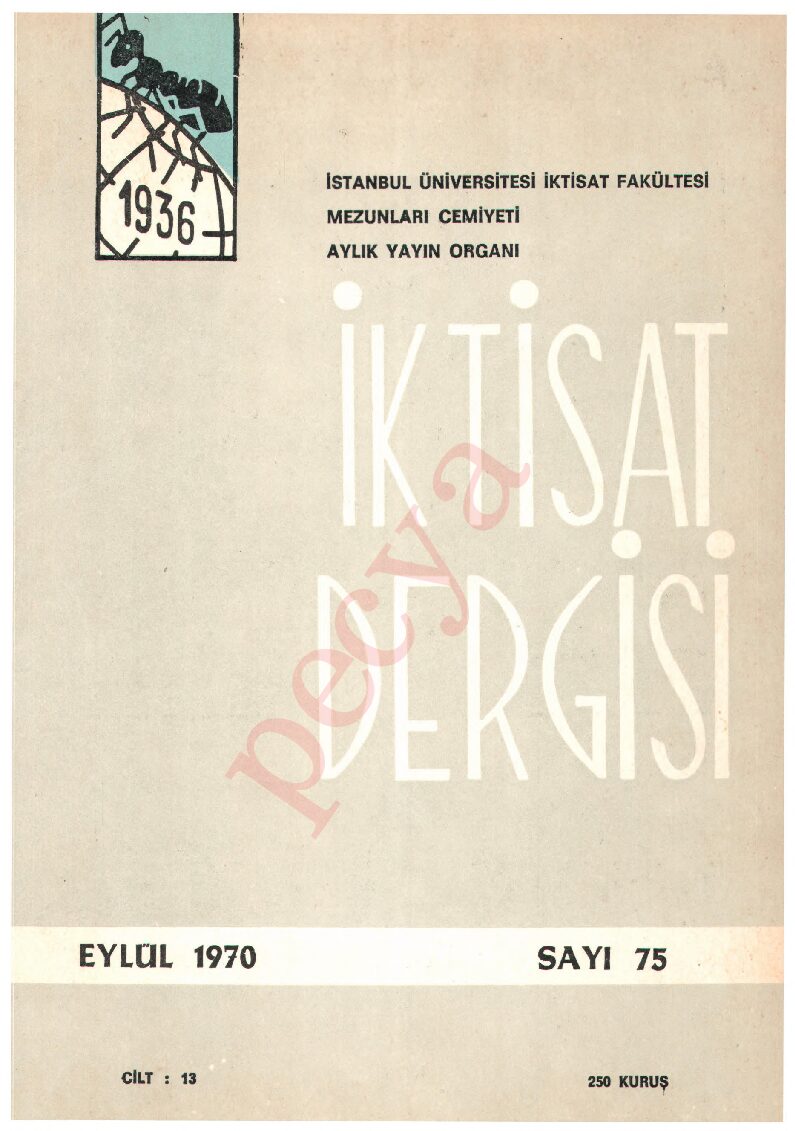 1936
İSTANBUL ÜNİVERSİTESİ İKTİSAT FAKÜLTESİ
MEZUNLARI CEMİYETİ
AYLIK YAYIN ORGANI
İKTİSAT
DERGİSİ
pecya
EYLÜL 1970 SAYI 75
CİLT : 13 250 KURUŞ